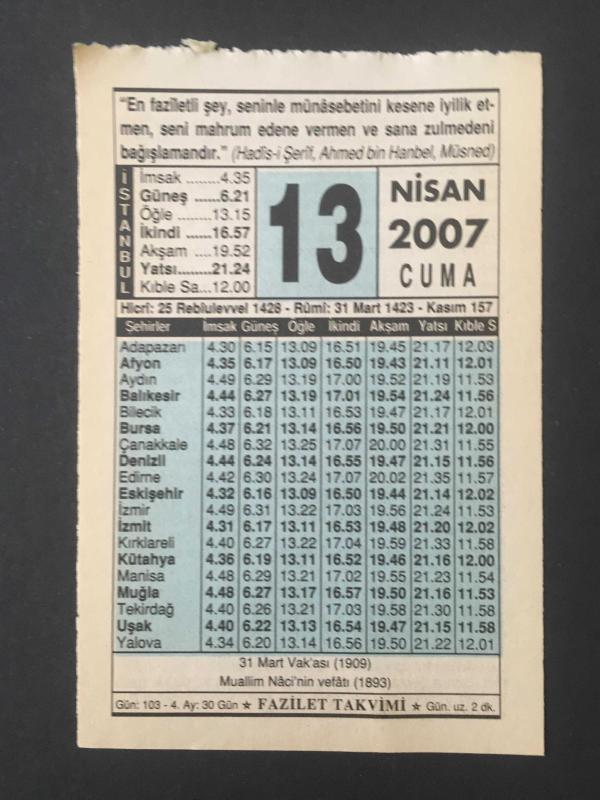 “En fazîletli şey, seninle münâsebetini kesene iyilik et-
men, seni mahrum edene vermen ve sana zulmedeni
bağışlamandır.” (Hadîs-i Şerîf, Ahmed bin Hanbel, Müsned)
İSTANBUL
İmsak ........4.35
Güneş ......6.21
Öğle ........13.15
İkindi ......16.57
Akşam ....19.52
Yatsı........21.24
Kıble Sa...12.00
13
NİSAN
2007
CUMA
Hicrî: 25 Rebîulevvel 1428 - Rûmî: 31 Mart 1423 - Kasım 157
Şehirler İmsak Güneş Öğle İkindi Akşam Yatsı Kıble S
Adapazarı 4.30 6.15 13.09 16.51 19.45 21.17 12.03
Afyon 4.35 6.17 13.09 16.50 19.43 21.11 12.01
Aydın 4.49 6.29 13.19 17.00 19.52 21.19 11.53
Balıkesir 4.44 6.27 13.19 17.01 19.54 21.24 11.56
Bilecik 4.33 6.18 13.11 16.53 19.47 21.17 12.01
Bursa 4.37 6.21 13.14 16.56 19.50 21.21 12.00
Çanakkale 4.48 6.32 13.25 17.07 20.00 21.31 11.55
Denizli 4.44 6.24 13.14 16.55 19.47 21.15 11.56
Edirne 4.42 6.30 13.24 17.07 20.02 21.35 11.57
Eskişehir 4.32 6.16 13.09 16.50 19.44 21.14 12.02
İzmir 4.49 6.31 13.22 17.03 19.56 21.24 11.53
İzmit 4.31 6.17 13.11 16.53 19.48 21.20 12.02
Kırklareli 4.40 6.27 13.22 17.04 19.59 21.33 11.58
Kütahya 4.36 6.19 13.11 16.52 19.46 21.16 12.00
Manisa 4.48 6.29 13.21 17.02 19.55 21.23 11.54
Muğla 4.48 6.27 13.17 16.57 19.50 21.16 11.53
Tekirdağ 4.40 6.26 13.21 17.03 19.58 21.30 11.58
Uşak 4.40 6.22 13.13 16.54 19.47 21.15 11.58
Yalova 4.34 6.20 13.14 16.56 19.50 21.22 12.01
31 Mart Vak'ası (1909)
Muallim Nâci'nin vefâtı (1893)
Gün: 103 - 4. Ay: 30 Gün ★ FAZİLET TAKVİMİ ★ Gün. uz. 2 dk.